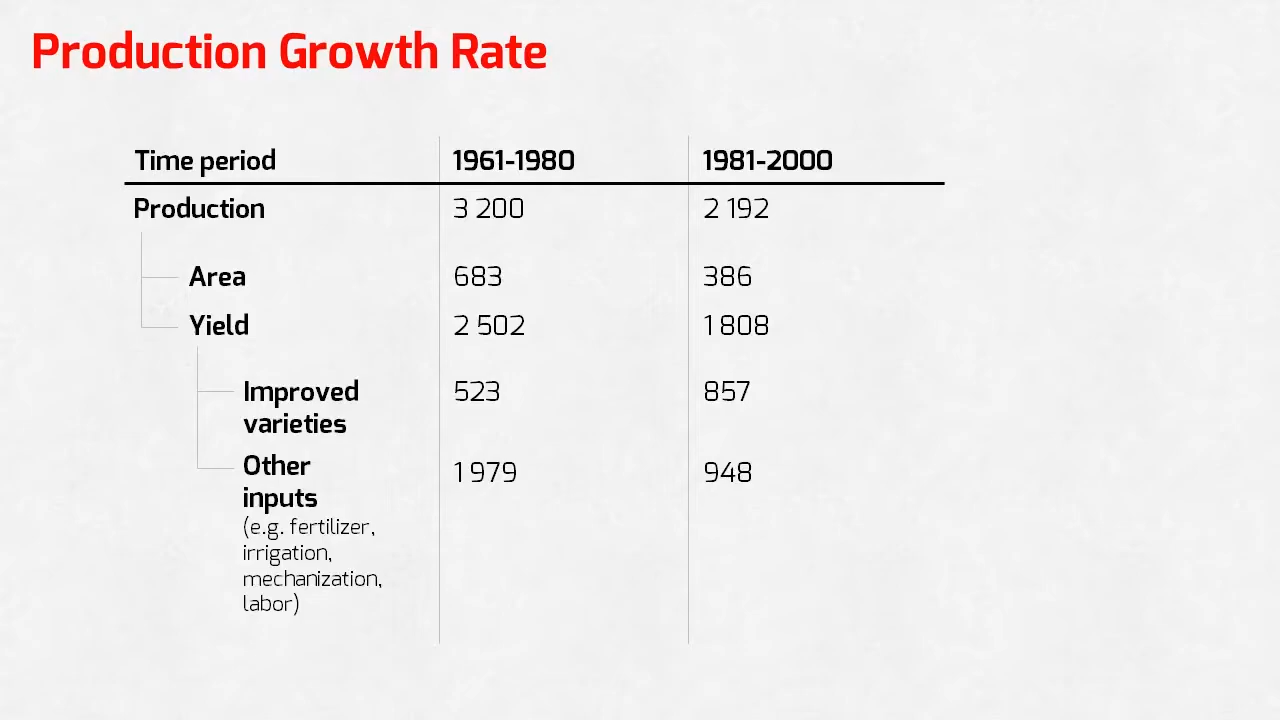 Production Growth Rate
Time period 1961-1980 1981-2000
Production 3 200 2 192
Area 683 386
Yield 2 502 1 808
Improved 523 857
varieties
Other 1 979 948
inputs
(e.g. fertilizer,
irrigation,
mechanization,
labor)